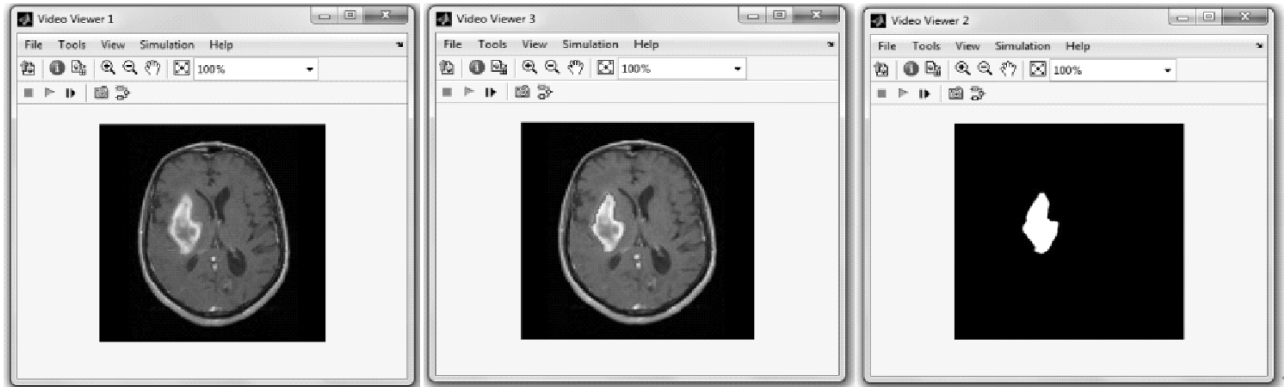 Video Viewer 1
File Tools View Simulation Help
100%
Video Viewer 3
File Tools View Simulation Help
100%
Video Viewer 2
File Tools View Simulation Help
100%